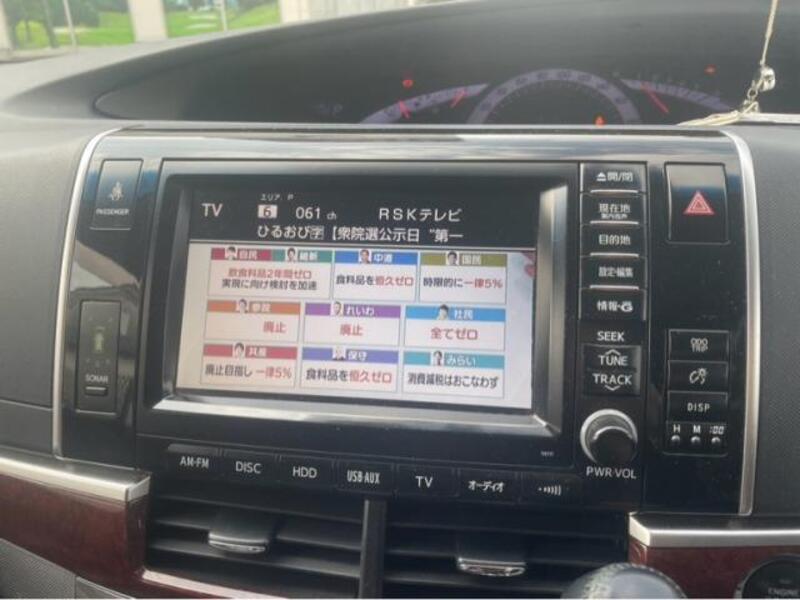 PASSENGER
SONAR
TV
エリア P
6
061 ch
RSKテレビ
ひるおび🈑【衆院選公示日“第一
自民 維新
飲食料品2年間ゼロ
実現に向け検討を加速
中道
食料品を恒久ゼロ
国民
時限的に一律5%
参政
廃止
れいわ
廃止
社民
全てゼロ
共産
廃止目指し一律5%
保守
食料品を恒久ゼロ
みらい
消費減税はおこなわず
▲開/閉
現在地
案内音声
目的地
設定・編集
情報・G
SEEK
TUNE
TRACK
PWR·VOL
ODO
TRIP
DISP
H M :00
AM·FM
DISC
HDD
USB·AUX
TV
オーディオ
ENGINE